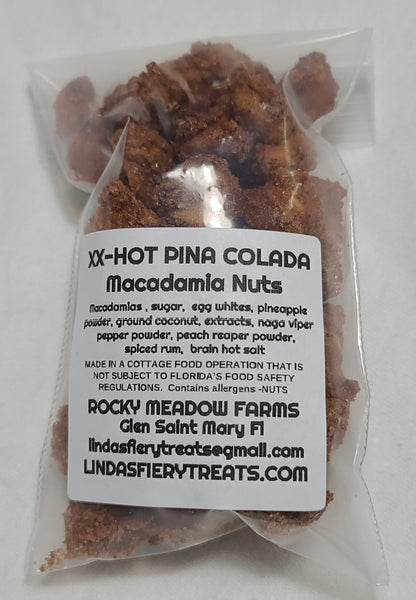 XX-HOT PINA COLADA
Macadamia Nuts
Macadamias , sugar, egg whites, pineapple
powder, ground coconut, extracts, naga viper
pepper powder, peach reaper powder,
spiced rum, brain hot salt
MADE IN A COTTAGE FOOD OPERATION THAT IS
NOT SUBJECT TO FLORIDA'S FOOD SAFETY
REGULATIONS. Contains allergens -NUTS
ROCKY MEADOW FARMS
Glen Saint Mary Fl
lindasfierytreats@gmail.com
LINDASFIERYTREATS.COM